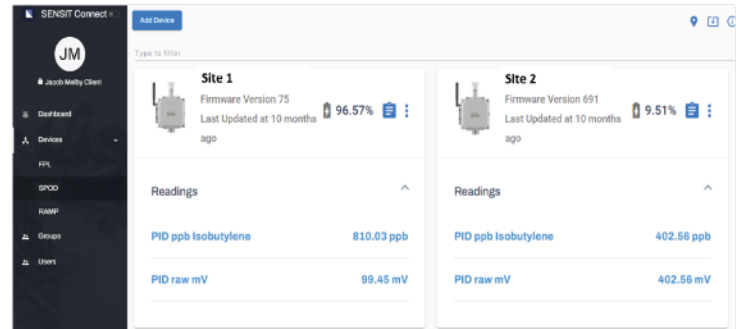 SENSIT Connect
Add Device
JM
Type to filter
Jacob Melby Client
Dashboard
Devices
FPL
SPOD
RAMP
Groups
Users
Site 1
Firmware Version 75
Last Updated at 10 months
ago
96.57%
Readings
PID ppb Isobutylene 810.03 ppb
PID raw mV 99.45 mV
Site 2
Firmware Version 691
Last Updated at 10 months
ago
9.51%
Readings
PID ppb Isobutylene 402.56 ppb
PID raw mV 402.56 mV